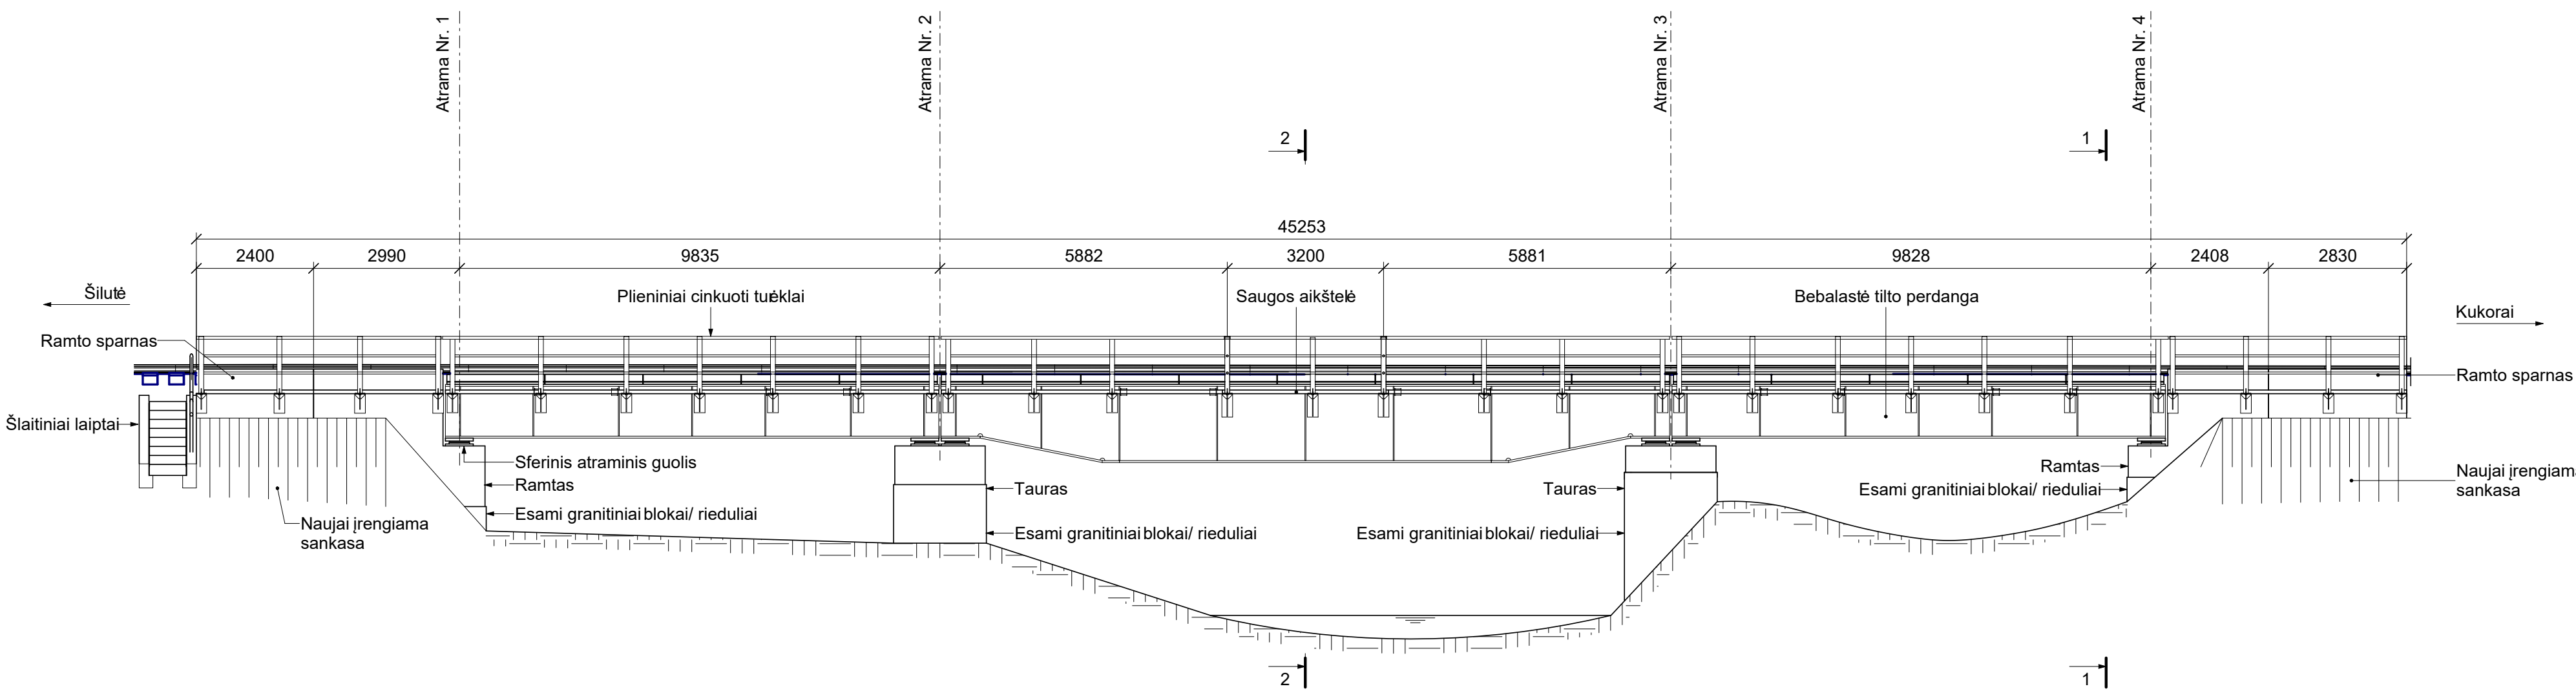 Atrama Nr. 1
Atrama Nr. 2
Atrama Nr. 3
Atrama Nr. 4
2
1
45253
2400
2990
9835
5882
3200
5881
9828
2408
2830
Šilutė
Plieniniai cinkuoti turėklai
Saugos aikštelė
Bebalastė tilto perdanga
Kukorai
Ramto sparnas
Ramto sparnas
Šlaitiniai laiptai
Sferinis atraminis guolis
Ramtas
Esami granitiniai blokai/ rieduliai
Naujai įrengiama
sankasa
Tauras
Esami granitiniai blokai/ rieduliai
Tauras
Esami granitiniai blokai/ rieduliai
Ramtas
Esami granitiniai blokai/ rieduliai
Naujai įrengiama
sankasa
2
1